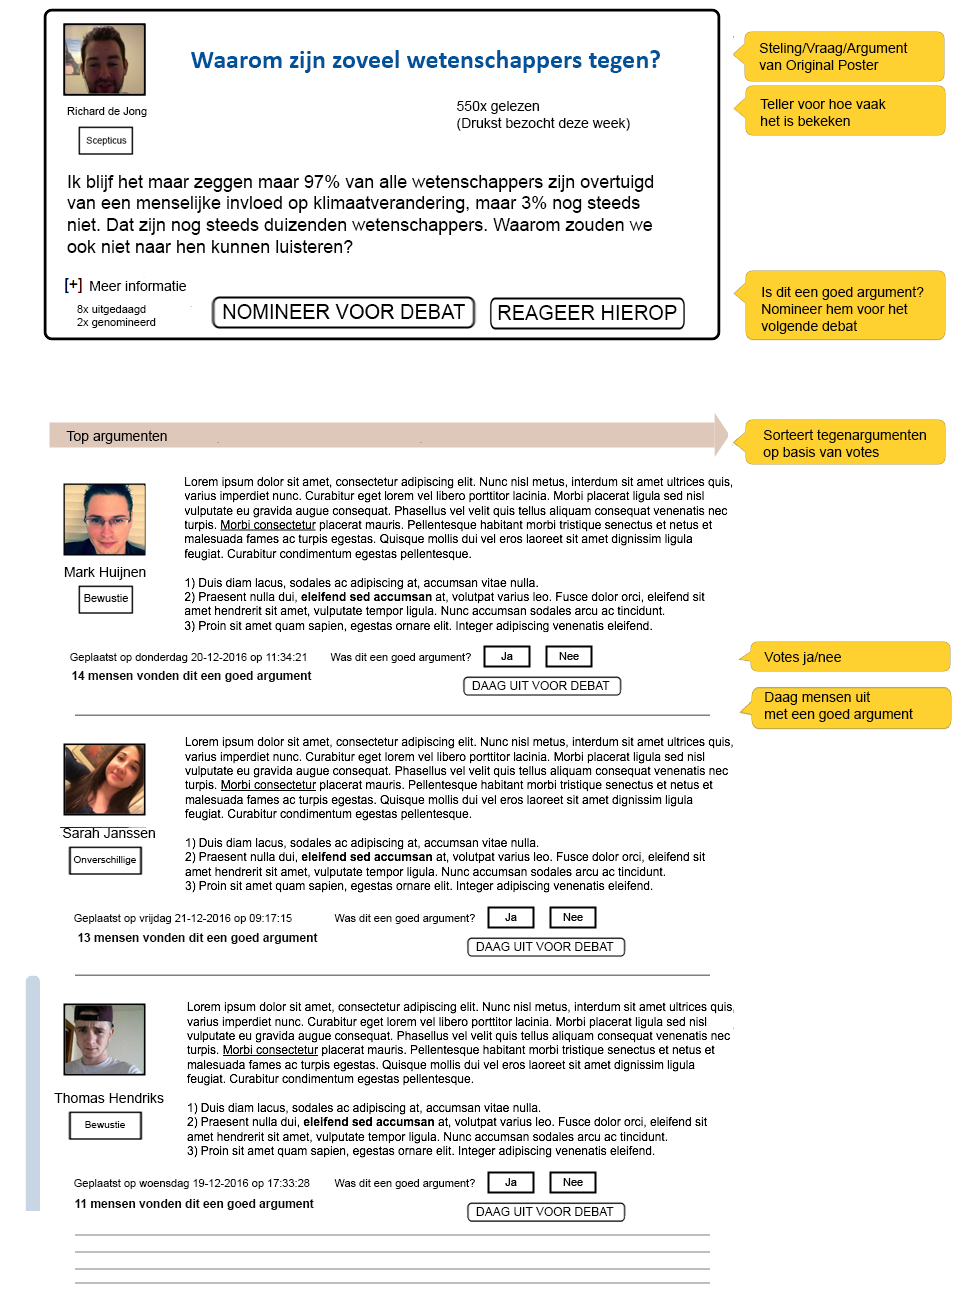 Waarom zijn zoveel wetenschappers tegen?
Richard de Jong
Scepticus
550x gelezen
(Drukst bezocht deze week)
Ik blijf het maar zeggen maar 97% van alle wetenschappers zijn overtuigd
van een menselijke invloed op klimaatverandering, maar 3% nog steeds
niet. Dat zijn nog steeds duizenden wetenschappers. Waarom zouden we
ook niet naar hen kunnen luisteren?
[+] Meer informatie
8x uitgedaagd
2x genomineerd
NOMINEER VOOR DEBAT
REAGEER HIEROP
Steling/Vraag/Argument
van Original Poster
Teller voor hoe vaak
het is bekeken
Is dit een goed argument?
Nomineer hem voor het
volgende debat
Top argumenten
Sorteert tegenargumenten
op basis van votes
Mark Huijnen
Bewustie
Lorem ipsum dolor sit amet, consectetur adipiscing elit. Nunc nisl metus, interdum sit amet ultrices quis,
varius imperdiet nunc. Curabitur eget lorem vel libero porttitor lacinia. Morbi placerat ligula sed nisl
vulputate eu gravida augue consequat. Phasellus vel velit quis tellus aliquam consequat venenatis nec
turpis. Morbi consectetur placerat mauris. Pellentesque habitant morbi tristique senectus et netus et
malesuada fames ac turpis egestas. Quisque mollis dui vel eros laoreet sit amet dignissim ligula
feugiat. Curabitur condimentum egestas pellentesque.
1) Duis diam lacus, sodales ac adipiscing at, accumsan vitae nulla.
2) Praesent nulla dui, eleifend sed accumsan at, volutpat varius leo. Fusce dolor orci, eleifend sit
amet hendrerit sit amet, vulputate tempor ligula. Nunc accumsan sodales arcu ac tincidunt.
3) Proin sit amet quam sapien, egestas ornare elit. Integer adipiscing venenatis eleifend.
Geplaatst op donderdag 20-12-2016 op 11:34:21
Was dit een goed argument? Ja Nee
14 mensen vonden dit een goed argument
DAAG UIT VOOR DEBAT
Votes ja/nee
Daag mensen uit
met een goed argument
Sarah Janssen
Onverschillige
Lorem ipsum dolor sit amet, consectetur adipiscing elit. Nunc nisl metus, interdum sit amet ultrices quis,
varius imperdiet nunc. Curabitur eget lorem vel libero porttitor lacinia. Morbi placerat ligula sed nisl
vulputate eu gravida augue consequat. Phasellus vel velit quis tellus aliquam consequat venenatis nec
turpis. Morbi consectetur placerat mauris. Pellentesque habitant morbi tristique senectus et netus et
malesuada fames ac turpis egestas. Quisque mollis dui vel eros laoreet sit amet dignissim ligula
feugiat. Curabitur condimentum egestas pellentesque.
1) Duis diam lacus, sodales ac adipiscing at, accumsan vitae nulla.
2) Praesent nulla dui, eleifend sed accumsan at, volutpat varius leo. Fusce dolor orci, eleifend sit
amet hendrerit sit amet, vulputate tempor ligula. Nunc accumsan sodales arcu ac tincidunt.
3) Proin sit amet quam sapien, egestas ornare elit. Integer adipiscing venenatis eleifend.
Geplaatst op vrijdag 21-12-2016 op 09:17:15
Was dit een goed argument? Ja Nee
13 mensen vonden dit een goed argument
DAAG UIT VOOR DEBAT
Thomas Hendriks
Bewustie
Lorem ipsum dolor sit amet, consectetur adipiscing elit. Nunc nisl metus, interdum sit amet ultrices quis,
varius imperdiet nunc. Curabitur eget lorem vel libero porttitor lacinia. Morbi placerat ligula sed nisl
vulputate eu gravida augue consequat. Phasellus vel velit quis tellus aliquam consequat venenatis nec
turpis. Morbi consectetur placerat mauris. Pellentesque habitant morbi tristique senectus et netus et
malesuada fames ac turpis egestas. Quisque mollis dui vel eros laoreet sit amet dignissim ligula
feugiat. Curabitur condimentum egestas pellentesque.
1) Duis diam lacus, sodales ac adipiscing at, accumsan vitae nulla.
2) Praesent nulla dui, eleifend sed accumsan at, volutpat varius leo. Fusce dolor orci, eleifend sit
amet hendrerit sit amet, vulputate tempor ligula. Nunc accumsan sodales arcu ac tincidunt.
3) Proin sit amet quam sapien, egestas ornare elit. Integer adipiscing venenatis eleifend.
Geplaatst op woensdag 19-12-2016 op 17:33:28
Was dit een goed argument? Ja Nee
11 mensen vonden dit een goed argument
DAAG UIT VOOR DEBAT